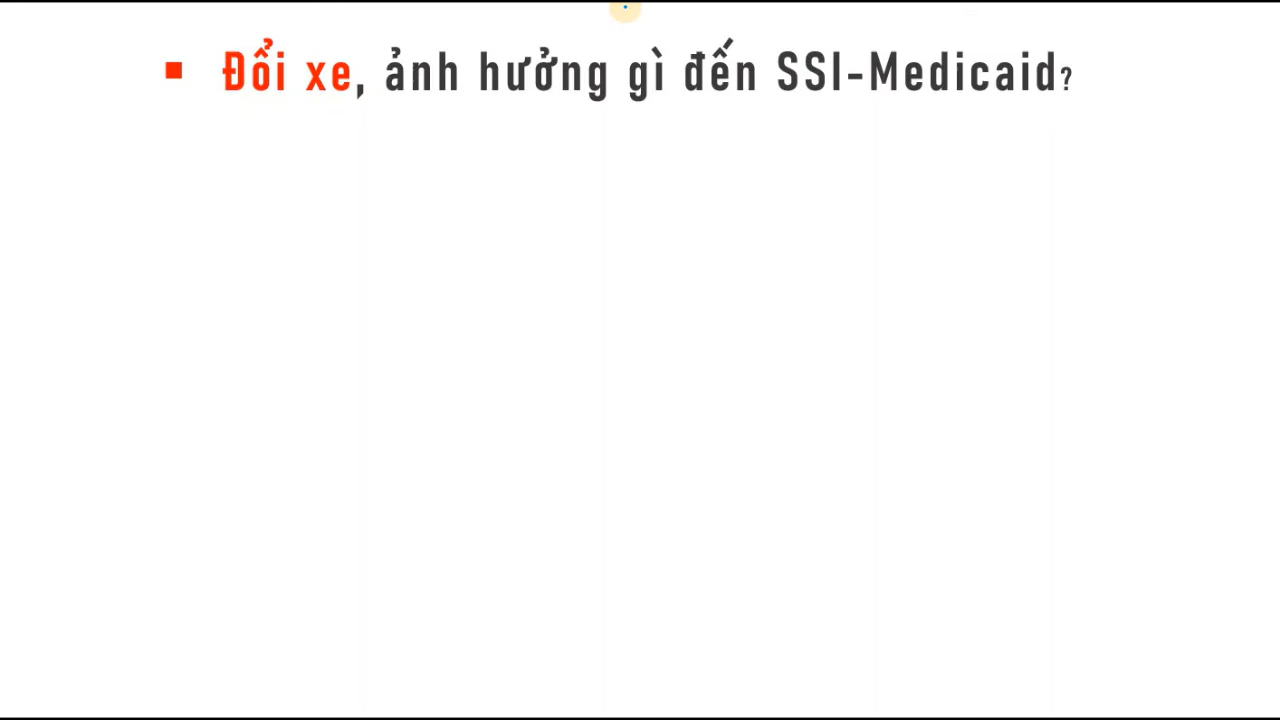 ▪ Đổi xe, ảnh hưởng gì đến SSI-Medicaid?